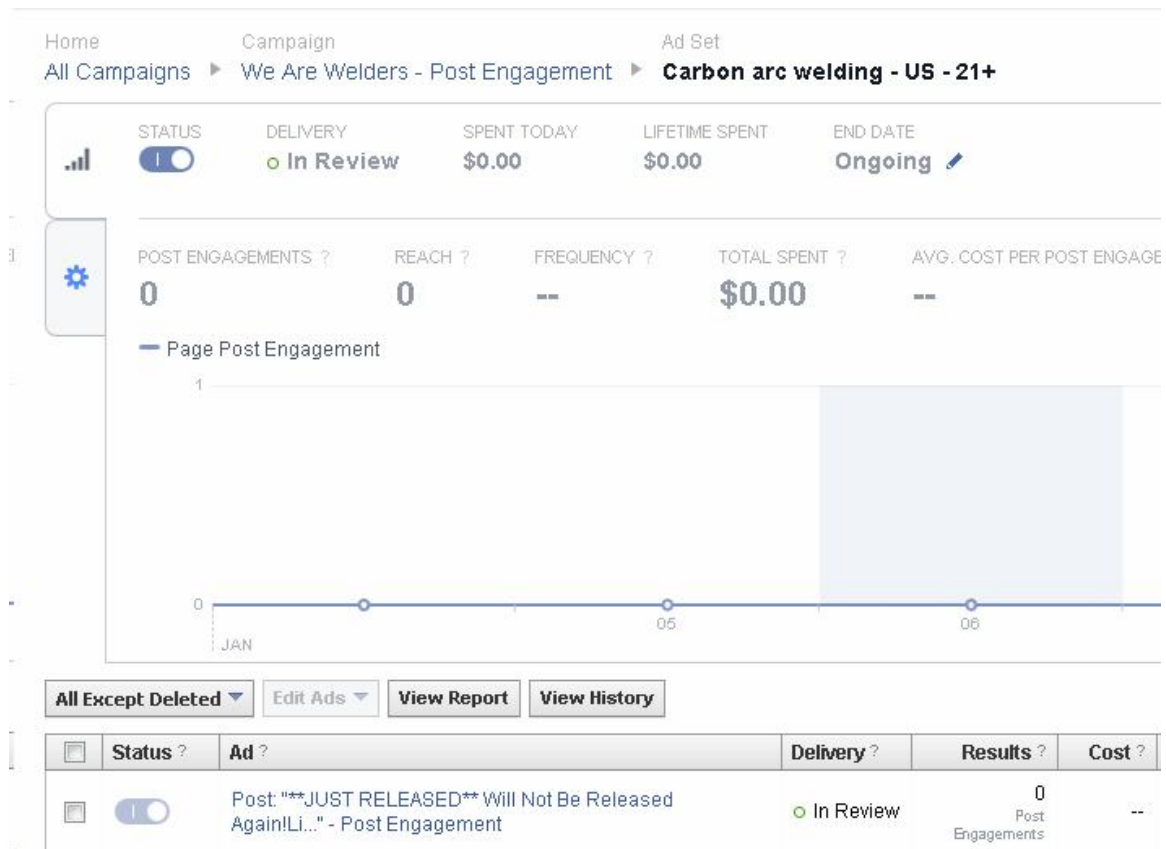 Home Campaign Ad Set
All Campaigns We Are Welders - Post Engagement Carbon arc welding - US - 21+
STATUS DELIVERY SPENT TODAY LIFETIME SPENT END DATE
In Review $0.00 $0.00 Ongoing
POST ENGAGEMENTS ? REACH ? FREQUENCY ? TOTAL SPENT ? AVG. COST PER POST ENGAGE
0 0 -- $0.00 --
Page Post Engagement
1
0
05 06
JAN
All Except Deleted Edit Ads View Report View History
Status ? Ad ? Delivery ? Results ? Cost ?
Post: "**JUST RELEASED** Will Not Be Released
Again!Li..." - Post Engagement
In Review
0
Post
Engagements
--